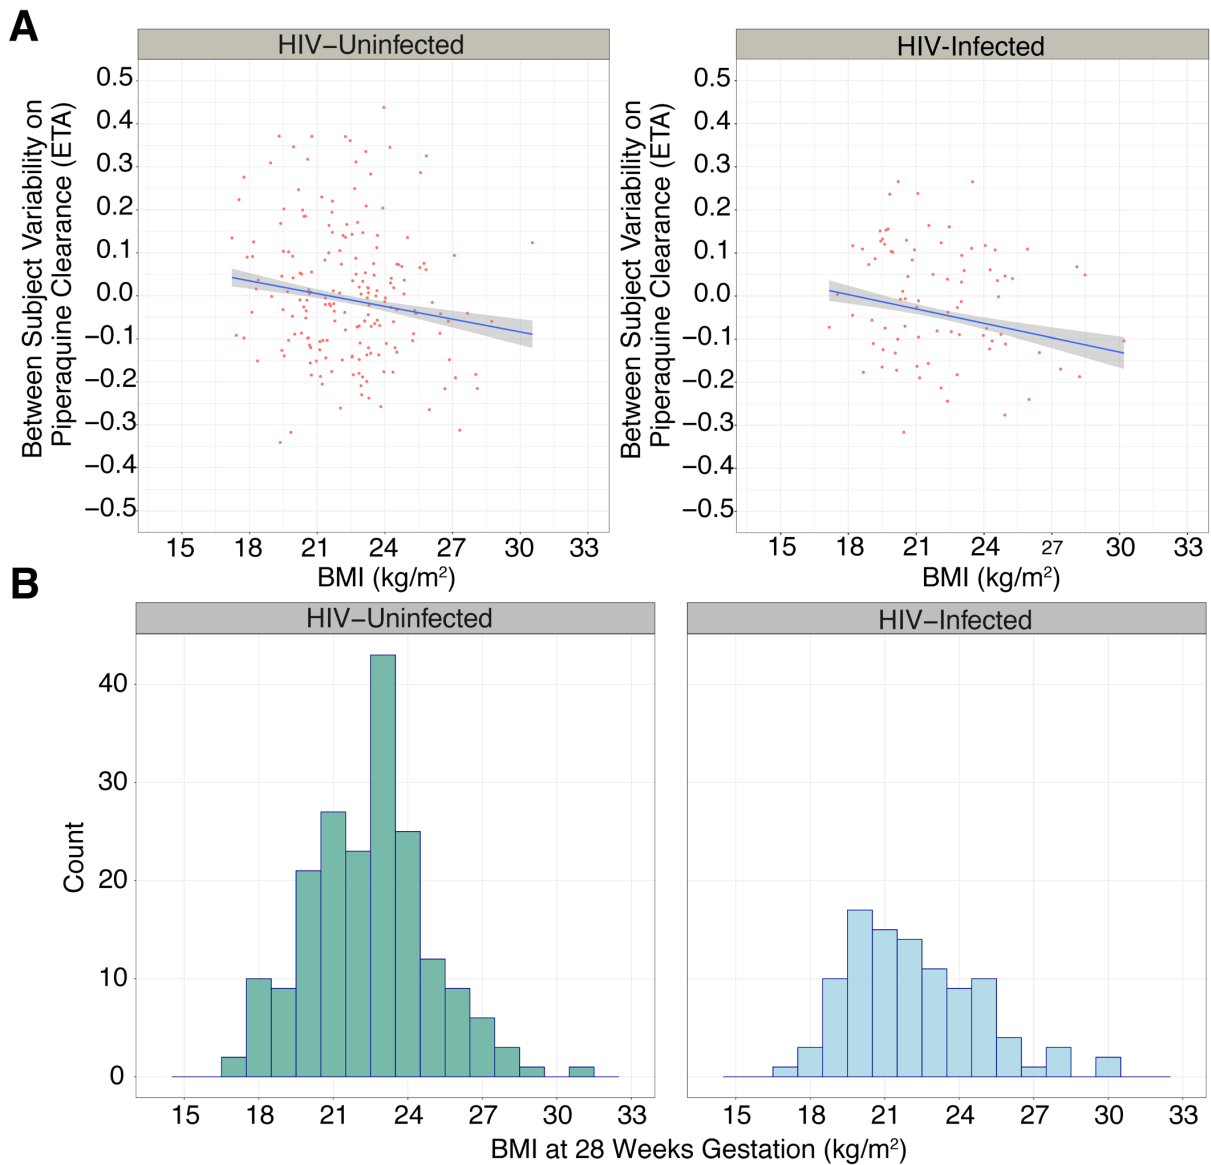 A
HIV–Uninfected
HIV-Infected
Between Subject Variability on
Piperaquine Clearance (ETA)
0.5
0.4
0.3
0.2
0.1
0.0
−0.1
−0.2
−0.3
−0.4
−0.5
15 18 21 24 27 30 33
BMI (kg/m²)
Between Subject Variability on
Piperaquine Clearance (ETA)
0.5
0.4
0.3
0.2
0.1
0.0
−0.1
−0.2
−0.3
−0.4
−0.5
15 18 21 24 27 30 33
BMI (kg/m²)
B
HIV–Uninfected
HIV–Infected
Count
40
30
20
10
0
15 18 21 24 27 30 33
15 18 21 24 27 30 33
BMI at 28 Weeks Gestation (kg/m²)